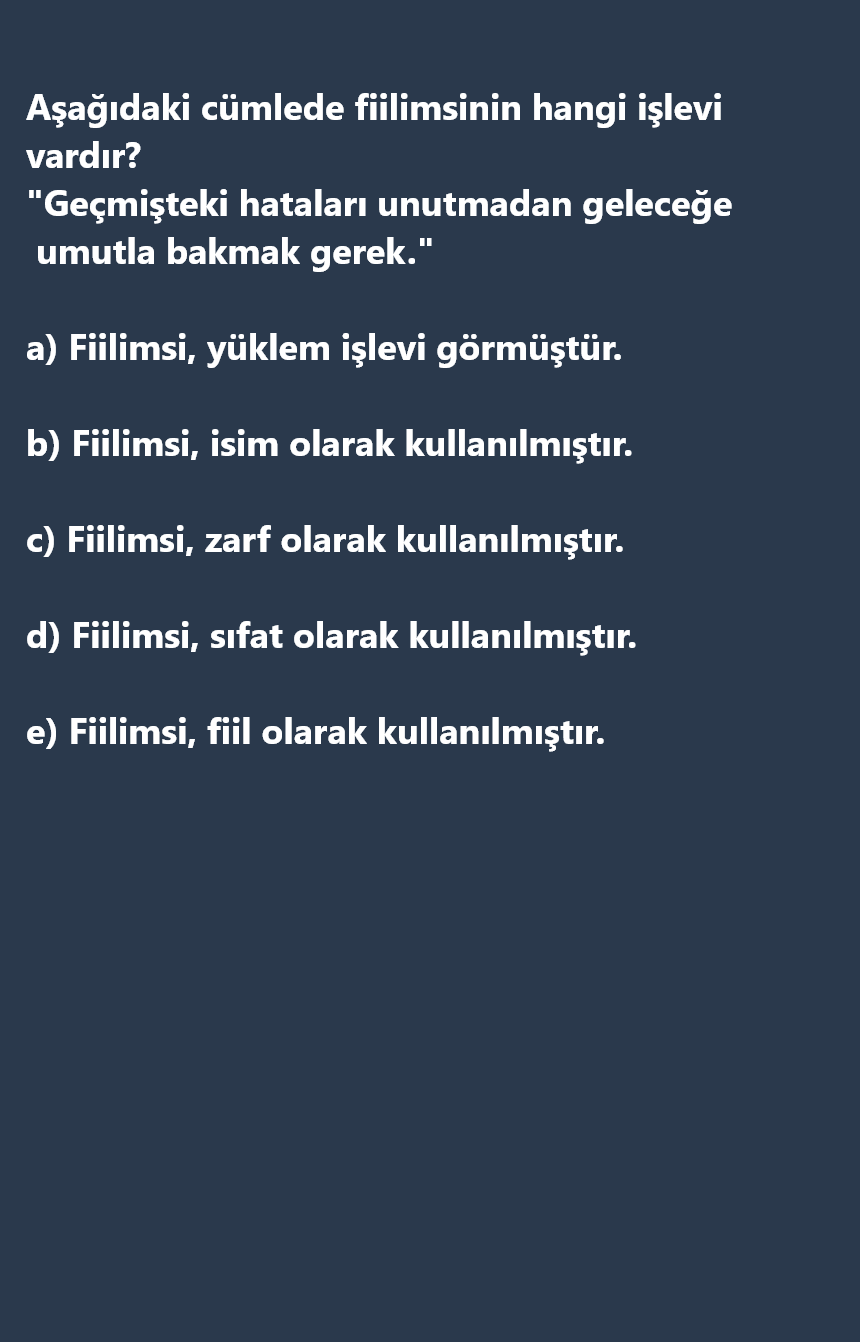 Aşağıdaki cümlede fiilimsinin hangi işlevi
vardır?
"Geçmişteki hataları unutmadan geleceğe
umutla bakmak gerek."
a) Fiilimsi, yüklem işlevi görmüştür.
b) Fiilimsi, isim olarak kullanılmıştır.
c) Fiilimsi, zarf olarak kullanılmıştır.
d) Fiilimsi, sıfat olarak kullanılmıştır.
e) Fiilimsi, fiil olarak kullanılmıştır.